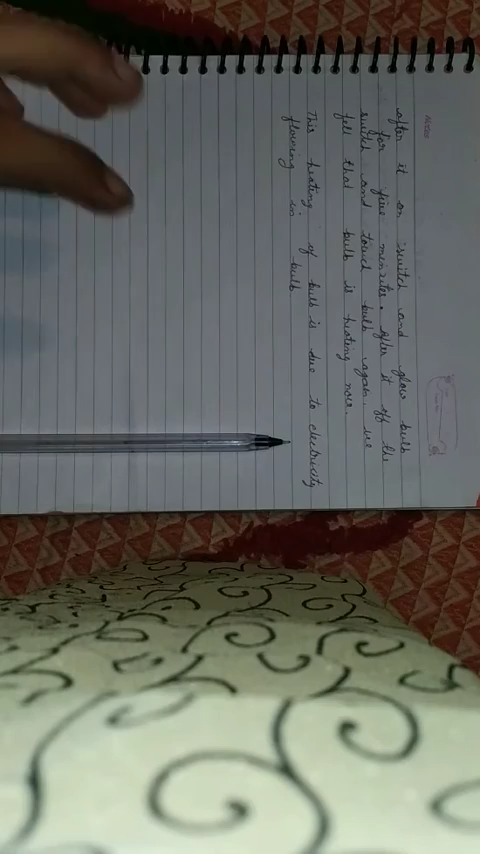 after it on switch and glow bulb
for five minutes. After it off the
switch and touch bulb again. we
fell that bulb is heating now.
This heating of bulb is due to electricity
flowing in bulb